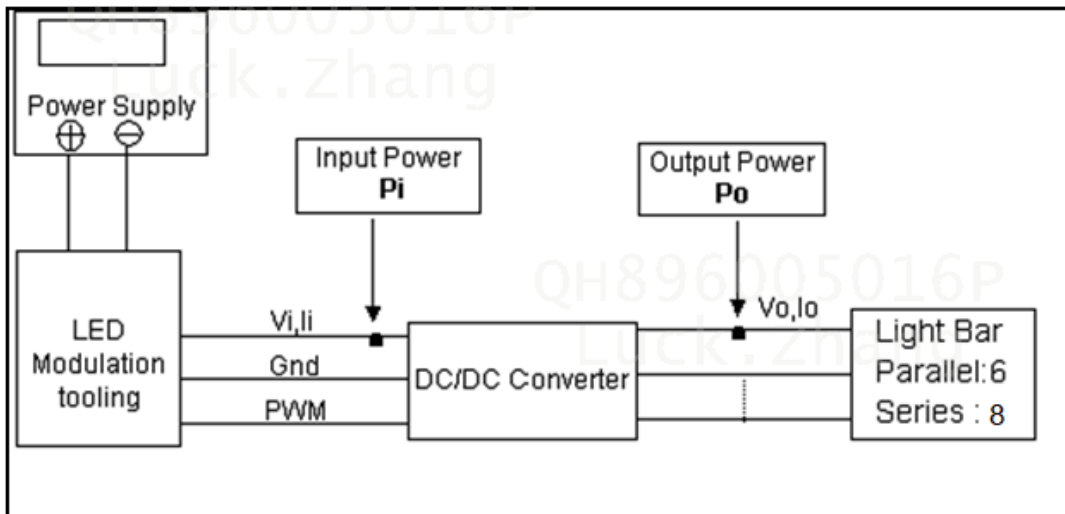 QH896005016P
Luck.Zhang
Power Supply
Input Power
Pi
Output Power
Po
QH896005016P
Luck.Zhang
LED
Modulation
tooling
Vi,Ii
Gnd
PWM
DC/DC Converter
Vo,Io
Light Bar
Parallel:6
Series : 8